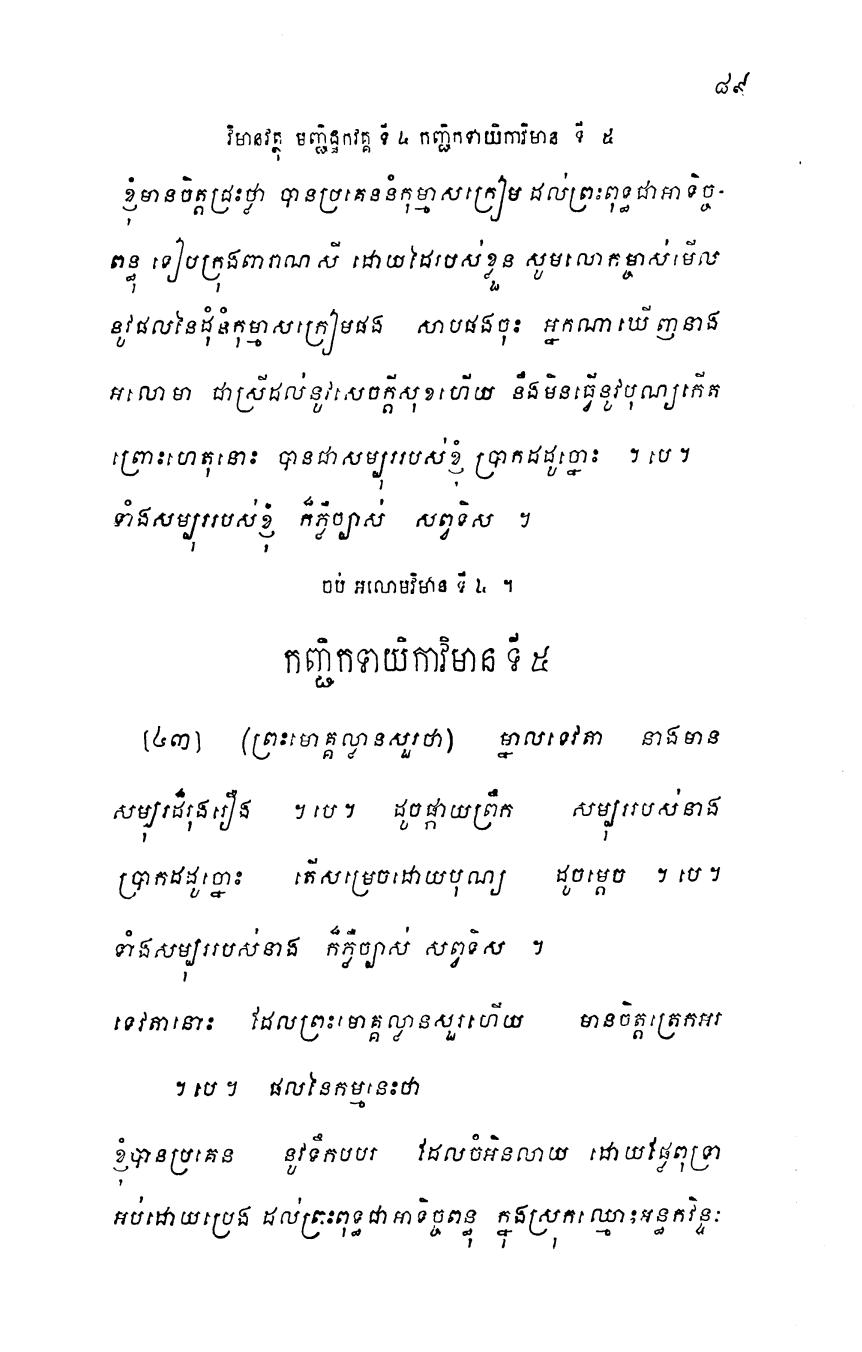 ៨៩
វិមានវត្ថុ មញ្ជិដ្ឋកវគ្គ ទី ៤ កញ្ជិកទាយិកាវិមាន ទី ៥
ខ្ញុំមានចិត្តជ្រះថ្លា បានប្រគេននំកុម្មាសក្រៀម ដល់ព្រះពុទ្ធជាអាទិច្ច-
ពន្ធុ ទៀបក្រុងពារាណសី ដោយដៃរបស់ខ្លួន សូមលោកម្ចាស់មើល
នូវផលនៃដុំនំកុម្មាសក្រៀមផង សាបផងចុះ អ្នកណាឃើញនាង
អលោមា ជាស្រីដល់នូវសេចក្តីសុខហើយ នឹងមិនធ្វើនូវបុណ្យកើត
ព្រោះហេតុនោះ បានជាសម្បុររបស់ខ្ញុំ ប្រាកដដូច្នោះ ។ បេ ។
ទាំងសម្បុររបស់ខ្ញុំ ក៏ភ្លឺច្បាស់ សព្វទិស ។
ចប់ អលោមវិមាន ទី ៤ ។
កញ្ជិកទាយិកាវិមាន ទី ៥
[៤៣] (ព្រះមោគ្គល្លានសួរថា) ម្នាលទេវតា នាងមាន
សម្បុរដ៏រុងរឿង ។ បេ ។ ដូចផ្កាយព្រឹក សម្បុររបស់នាង
ប្រាកដដូច្នោះ តើសម្រេចដោយបុណ្យ ដូចម្តេច ។ បេ ។
ទាំងសម្បុររបស់នាង ក៏ភ្លឺច្បាស់ សព្វទិស ។
ទេវតានោះ ដែលព្រះមោគ្គល្លានសួរហើយ មានចិត្តត្រេកអរ
។ បេ ។ ផលនៃកម្មនេះថា
ខ្ញុំបានប្រគេន នូវទឹកបបរ ដែលចំអិនលាយ ដោយផ្លែពុទ្រា
អប់ដោយប្រេង ដល់ព្រះពុទ្ធជាអាទិច្ចពន្ធុ ក្នុងស្រុកឈ្មោះអន្ធកវិន្ទៈ